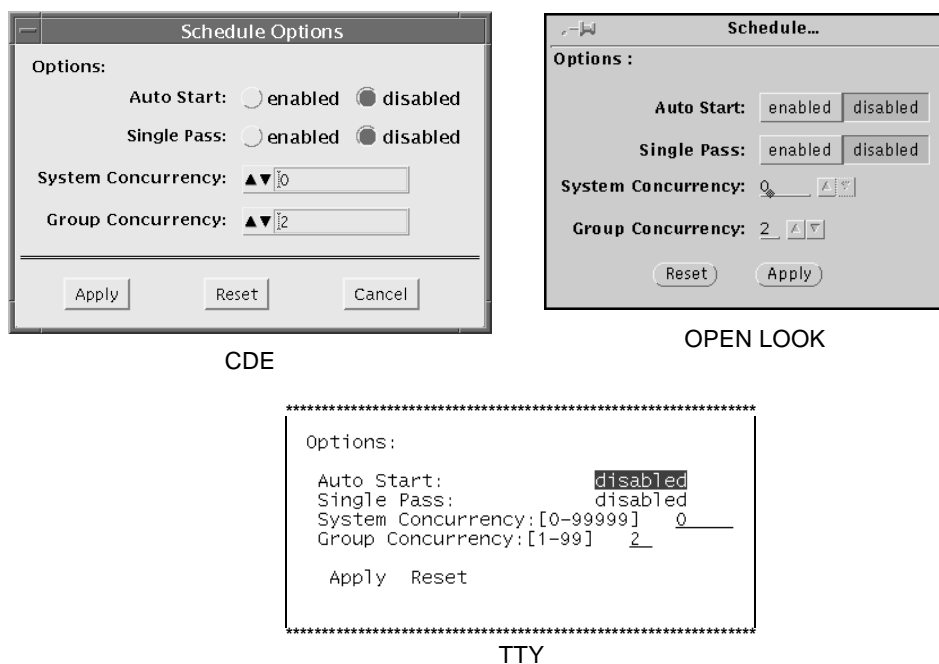 Schedule Options
Options:
Auto Start: enabled disabled
Single Pass: enabled disabled
System Concurrency: 0
Group Concurrency: 2
Apply Reset Cancel
CDE
Schedule...
Options :
Auto Start: enabled disabled
Single Pass: enabled disabled
System Concurrency: 0
Group Concurrency: 2
Reset Apply
OPEN LOOK
Options:
Auto Start: disabled
Single Pass: disabled
System Concurrency:[0-99999] 0
Group Concurrency:[1-99] 2
Apply Reset
TTY